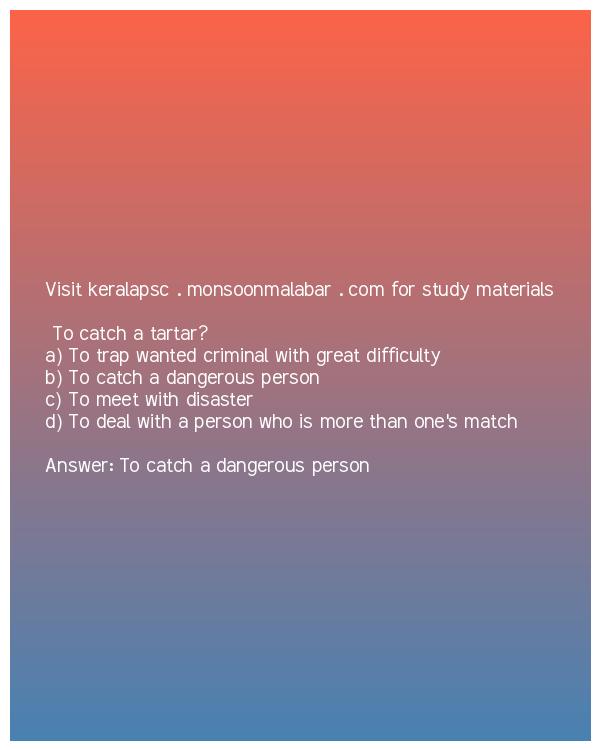 Visit keralapsc . monsoonmalabar . com for study materials
To catch a tartar?
a) To trap wanted criminal with great difficulty
b) To catch a dangerous person
c) To meet with disaster
d) To deal with a person who is more than one's match
Answer: To catch a dangerous person